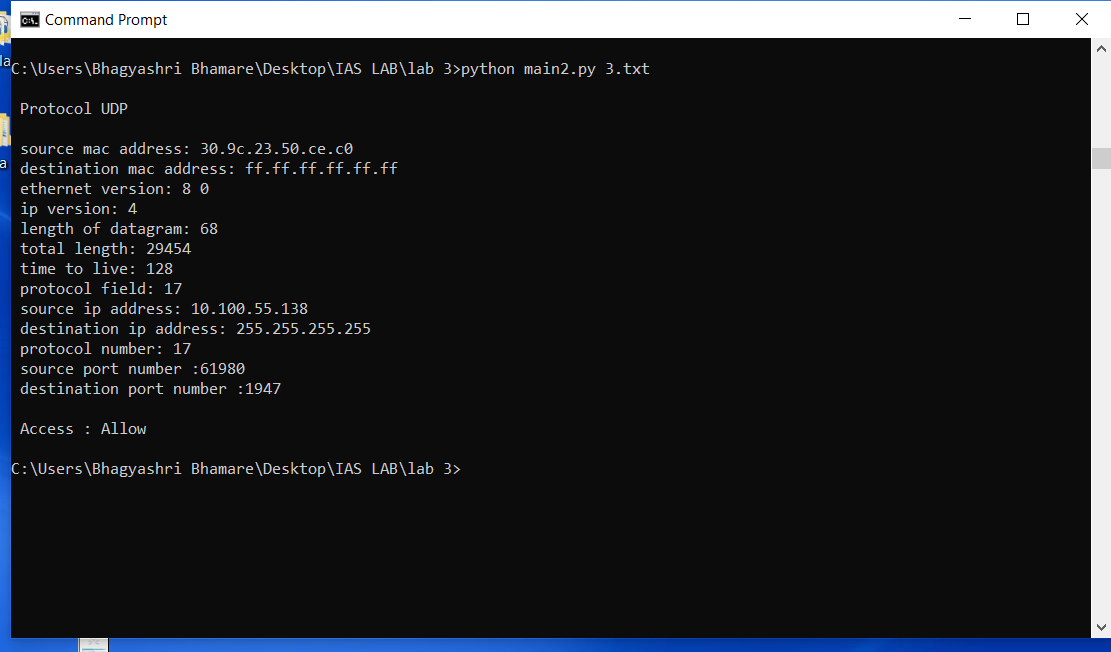 Command Prompt
C:\Users\Bhagyashri Bhamare\Desktop\IAS LAB\lab 3>python main2.py 3.txt
Protocol UDP
source mac address: 30.9c.23.50.ce.c0
destination mac address: ff.ff.ff.ff.ff.ff
ethernet version: 8 0
ip version: 4
length of datagram: 68
total length: 29454
time to live: 128
protocol field: 17
source ip address: 10.100.55.138
destination ip address: 255.255.255.255
protocol number: 17
source port number :61980
destination port number :1947
Access : Allow
C:\Users\Bhagyashri Bhamare\Desktop\IAS LAB\lab 3>